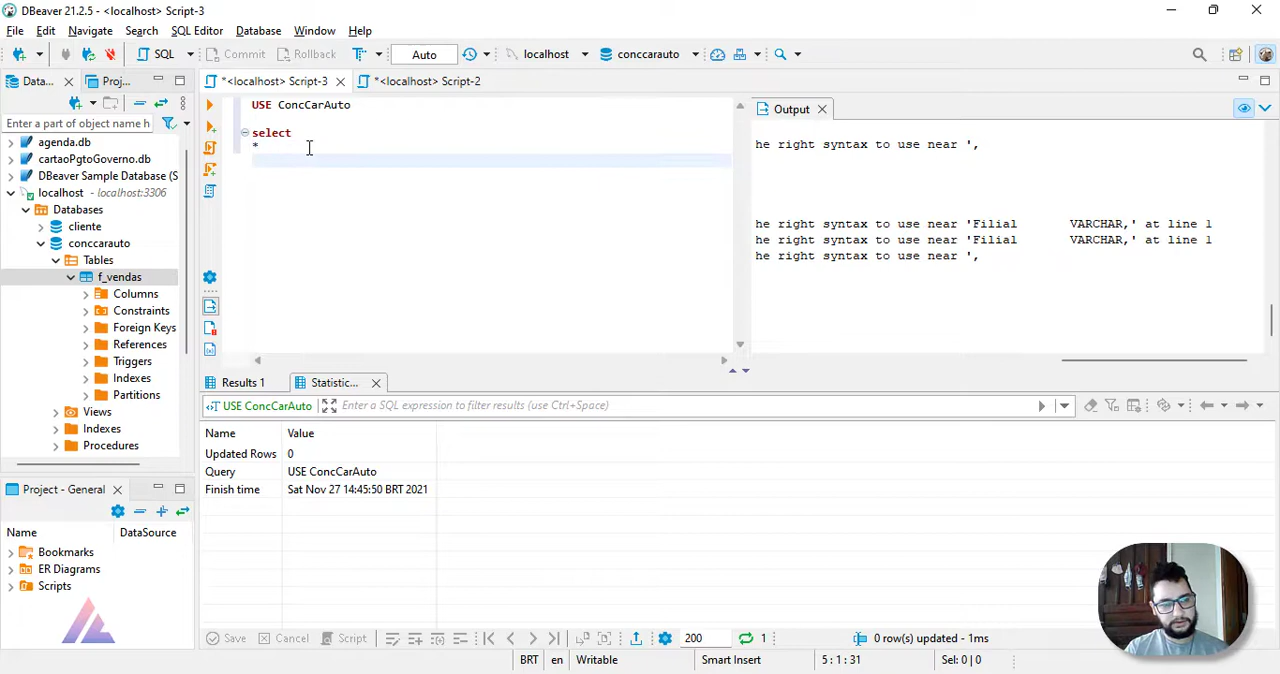 DBeaver 21.2.5 - <localhost> Script-3
File Edit Navigate Search SQL Editor Database Window Help
SQL Commit Rollback Auto localhost conccarauto
Data... Proj... *<localhost> Script-3 *<localhost> Script-2
Enter a part of object name h
agenda.db
cartaoPgtoGoverno.db
DBeaver Sample Database (S
localhost - localhost:3306
Databases
cliente
conccarauto
Tables
f_vendas
Columns
Constraints
Foreign Keys
References
Triggers
Indexes
Partitions
Views
Indexes
Procedures
USE ConcCarAuto
select
*
Output
he right syntax to use near ',
he right syntax to use near 'Filial VARCHAR,' at line 1
he right syntax to use near 'Filial VARCHAR,' at line 1
he right syntax to use near ',
Results 1 Statistic...
USE ConcCarAuto Enter a SQL expression to filter results (use Ctrl+Space)
Name Value
Updated Rows 0
Query USE ConcCarAuto
Finish time Sat Nov 27 14:45:50 BRT 2021
Project - General
Name DataSource
Bookmarks
ER Diagrams
Scripts
Save Cancel Script 200 1 0 row(s) updated - 1ms
BRT en Writable Smart Insert 5 : 1 : 31 Sel: 0 | 0